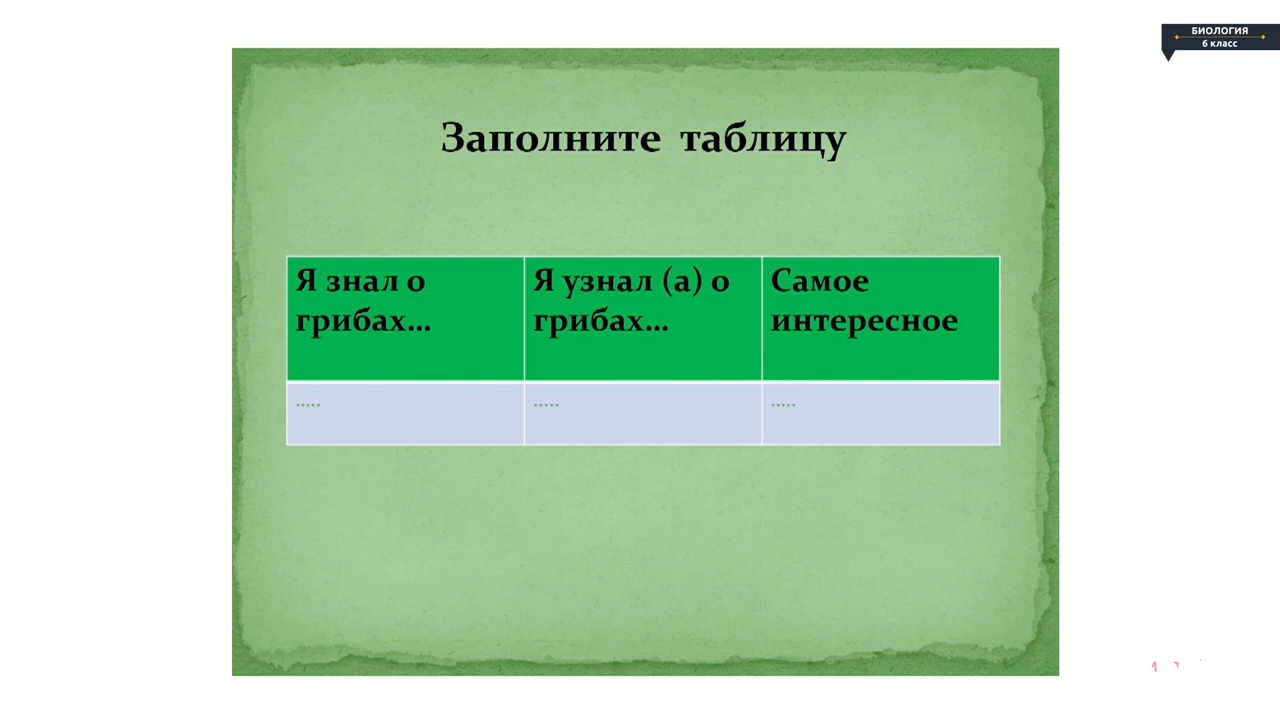 БИОЛОГИЯ
6 класс
Заполните таблицу
Я знал о
грибах...
Я узнал (а) о
грибах...
Самое
интересное
.....
.....
.....